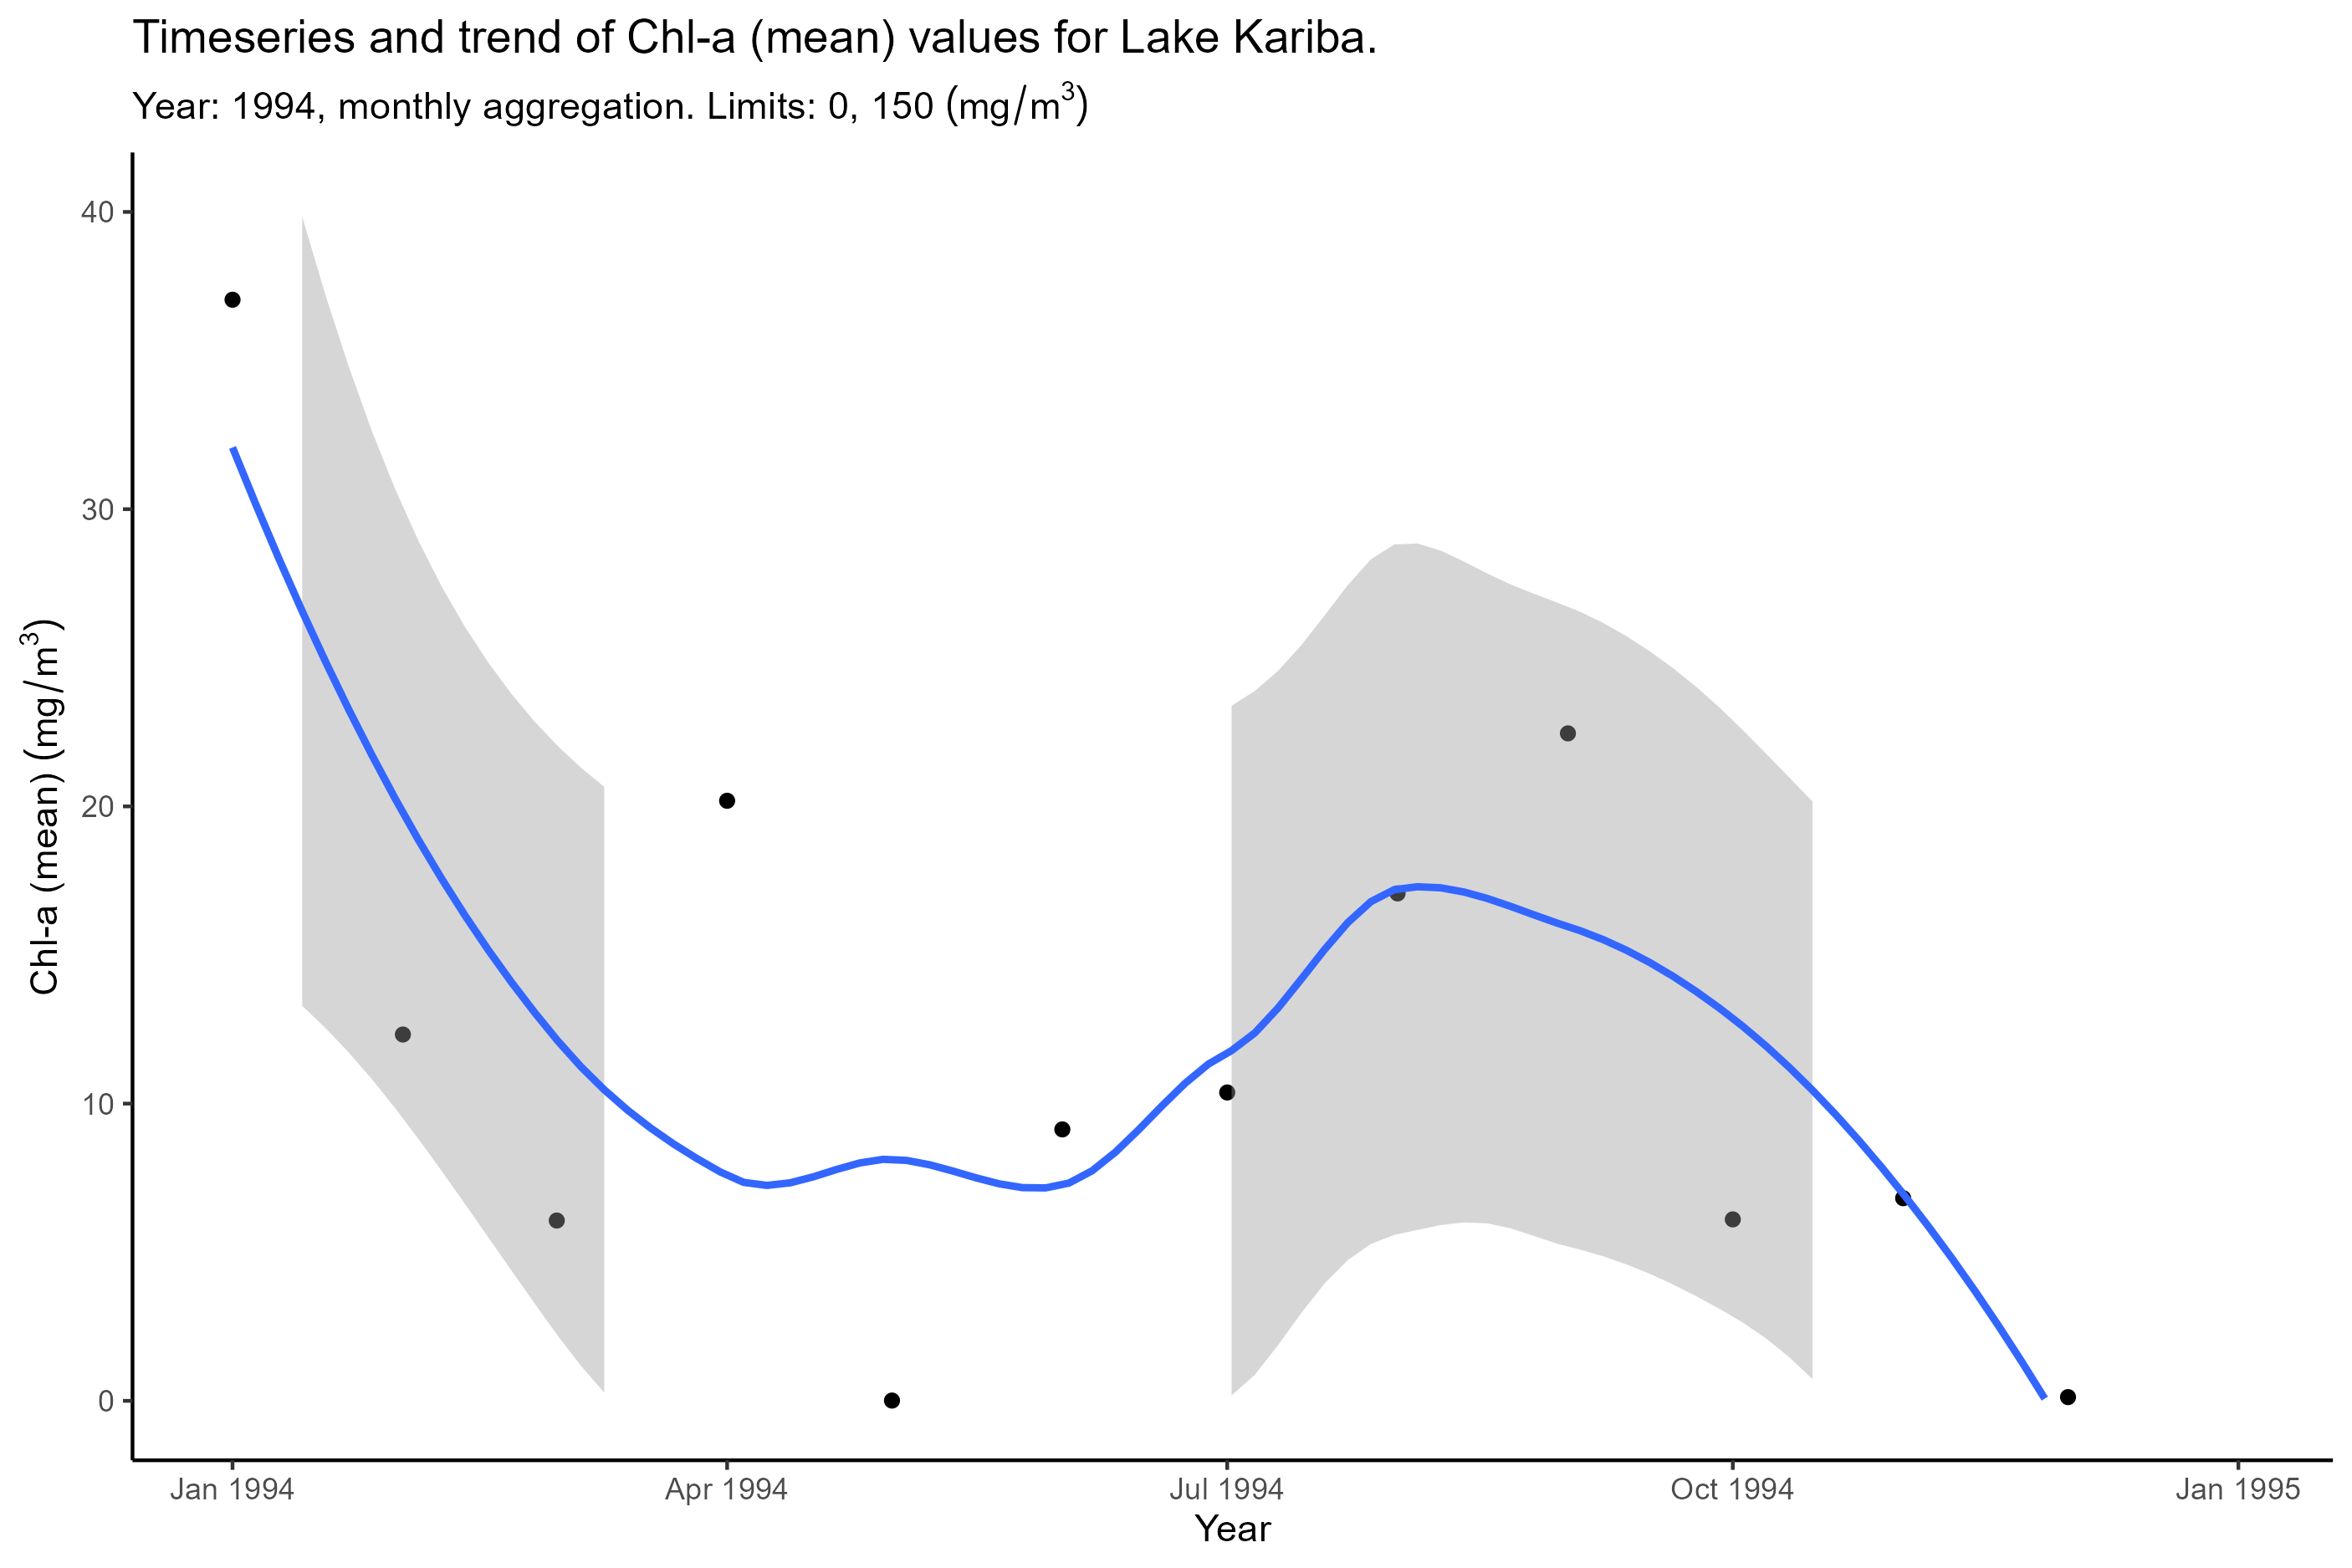 Timeseries and trend of Chl-a (mean) values for Lake Kariba.
Year: 1994, monthly aggregation. Limits: 0, 150 (mg/m³)
Chl-a (mean) (mg/m³)
40
30
20
10
0
Jan 1994
Apr 1994
Jul 1994
Oct 1994
Jan 1995
Year